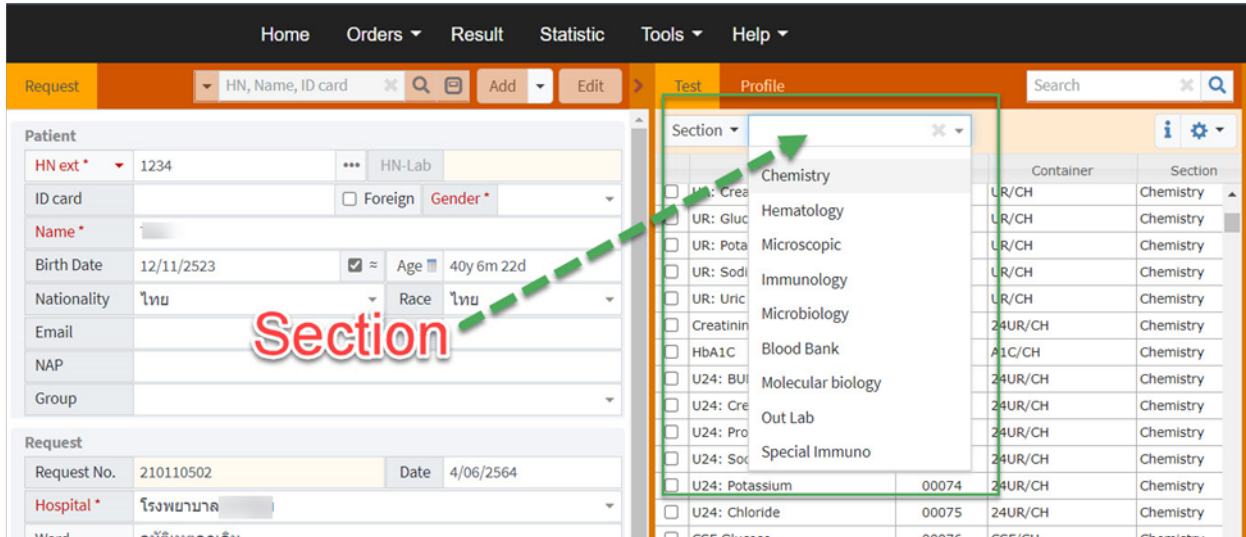 Home Orders Result Statistic Tools Help
Request HN, Name, ID card Add Edit Test Profile Search
Patient
HN ext * 1234 HN-Lab
ID card Foreign Gender *
Name *
Birth Date 12/11/2523 ≈ Age 40y 6m 22d
Nationality ไทย Race ไทย
Email
NAP
Group
Request
Request No. 210110502 Date 4/06/2564
Hospital * โรงพยาบาล
Section
Section
Chemistry
Hematology
Microscopic
Immunology
Microbiology
Blood Bank
Molecular biology
Out Lab
Special Immuno
Container Section
UR/CH Chemistry
UR: Gluc UR/CH Chemistry
UR: Pota UR/CH Chemistry
UR: Sodi UR/CH Chemistry
UR: Uric UR/CH Chemistry
Creatinin 24UR/CH Chemistry
HbA1C A1C/CH Chemistry
U24: BU 24UR/CH Chemistry
U24: Cre 24UR/CH Chemistry
U24: Pro 24UR/CH Chemistry
U24: Soc 24UR/CH Chemistry
U24: Potassium 00074 24UR/CH Chemistry
U24: Chloride 00075 24UR/CH Chemistry